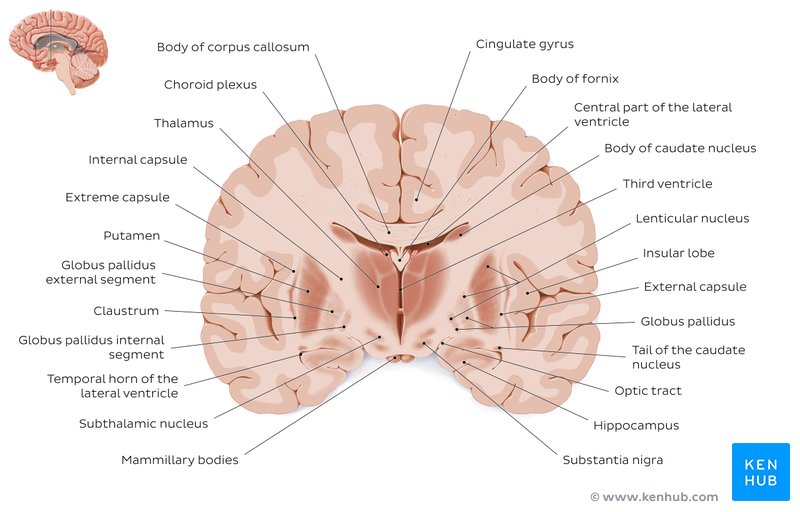 Body of corpus callosum
Choroid plexus
Thalamus
Internal capsule
Extreme capsule
Putamen
Globus pallidus
external segment
Claustrum
Globus pallidus internal
segment
Temporal horn of the
lateral ventricle
Subthalamic nucleus
Mammillary bodies
Cingulate gyrus
Body of fornix
Central part of the lateral
ventricle
Body of caudate nucleus
Third ventricle
Lenticular nucleus
Insular lobe
External capsule
Globus pallidus
Tail of the caudate
nucleus
Optic tract
Hippocampus
Substantia nigra
KEN
HUB
© www.kenhub.com